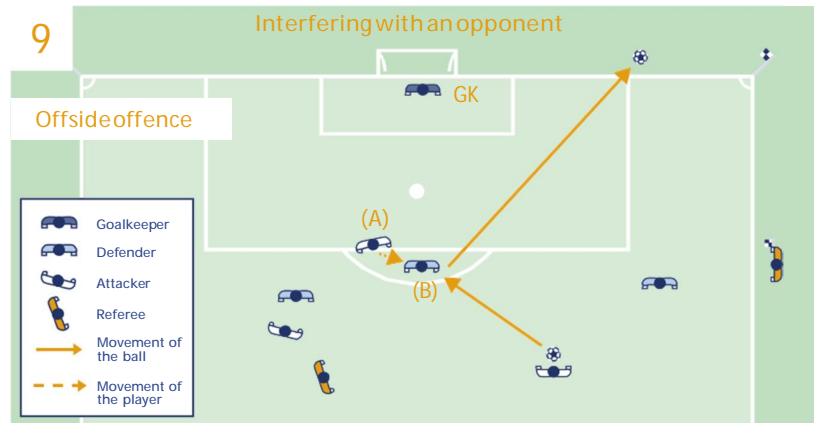 9
Interfering with an opponent
GK
Offside offence
(A)
(B)
Goalkeeper
Defender
Attacker
Referee
Movement of
the ball
Movement of
the player